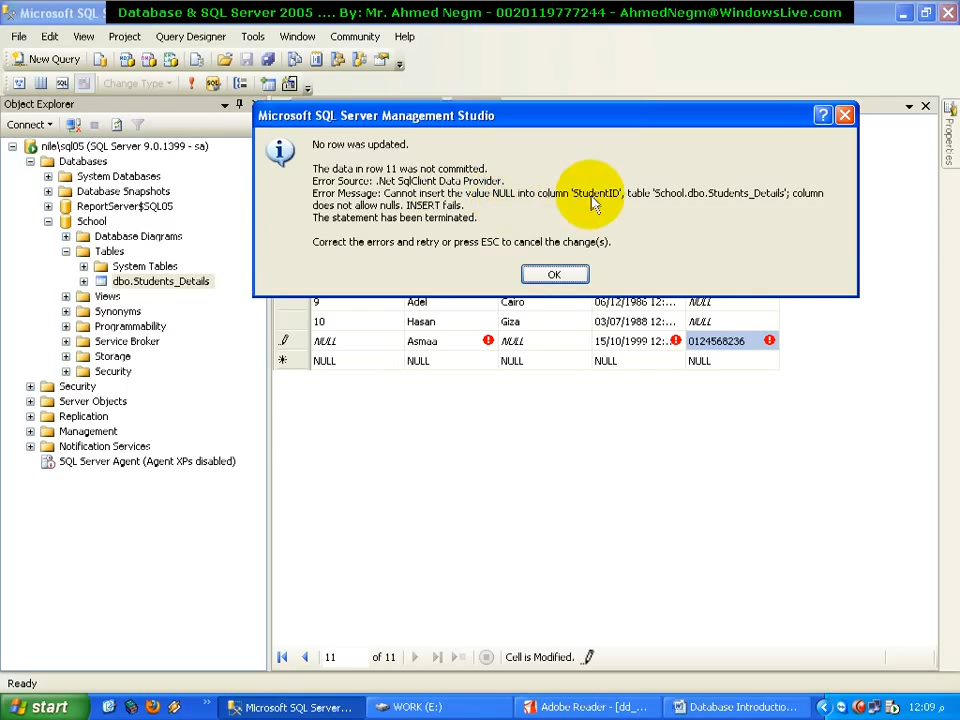 Microsoft SQL S
Database & SQL Server 2005 .... By: Mr. Ahmed Negm - 0020119777244 - AhmedNegm@WindowsLive.com
File Edit View Project Query Designer Tools Window Community Help
New Query
Change Type
Object Explorer
Connect
nile\sql05 (SQL Server 9.0.1399 - sa)
Databases
System Databases
Database Snapshots
ReportServer$SQL05
School
Database Diagrams
Tables
System Tables
dbo.Students_Details
Views
Synonyms
Programmability
Service Broker
Storage
Security
Security
Server Objects
Replication
Management
Notification Services
SQL Server Agent (Agent XPs disabled)
Properties
Microsoft SQL Server Management Studio
No row was updated.
The data in row 11 was not committed.
Error Source: .Net SqlClient Data Provider.
Error Message: Cannot insert the value NULL into column 'StudentID', table 'School.dbo.Students_Details'; column
does not allow nulls. INSERT fails.
The statement has been terminated.
Correct the errors and retry or press ESC to cancel the change(s).
OK
9 Adel Cairo 06/12/1986 12:... NULL
10 Hasan Giza 03/07/1988 12:... NULL
NULL Asmaa NULL 15/10/1999 12:... 0124568236
NULL NULL NULL NULL NULL
11 of 11 Cell is Modified.
Ready
start
Microsoft SQL Server...
WORK (E:)
Adobe Reader - [dd_...
Database Introductio...
12:09 م